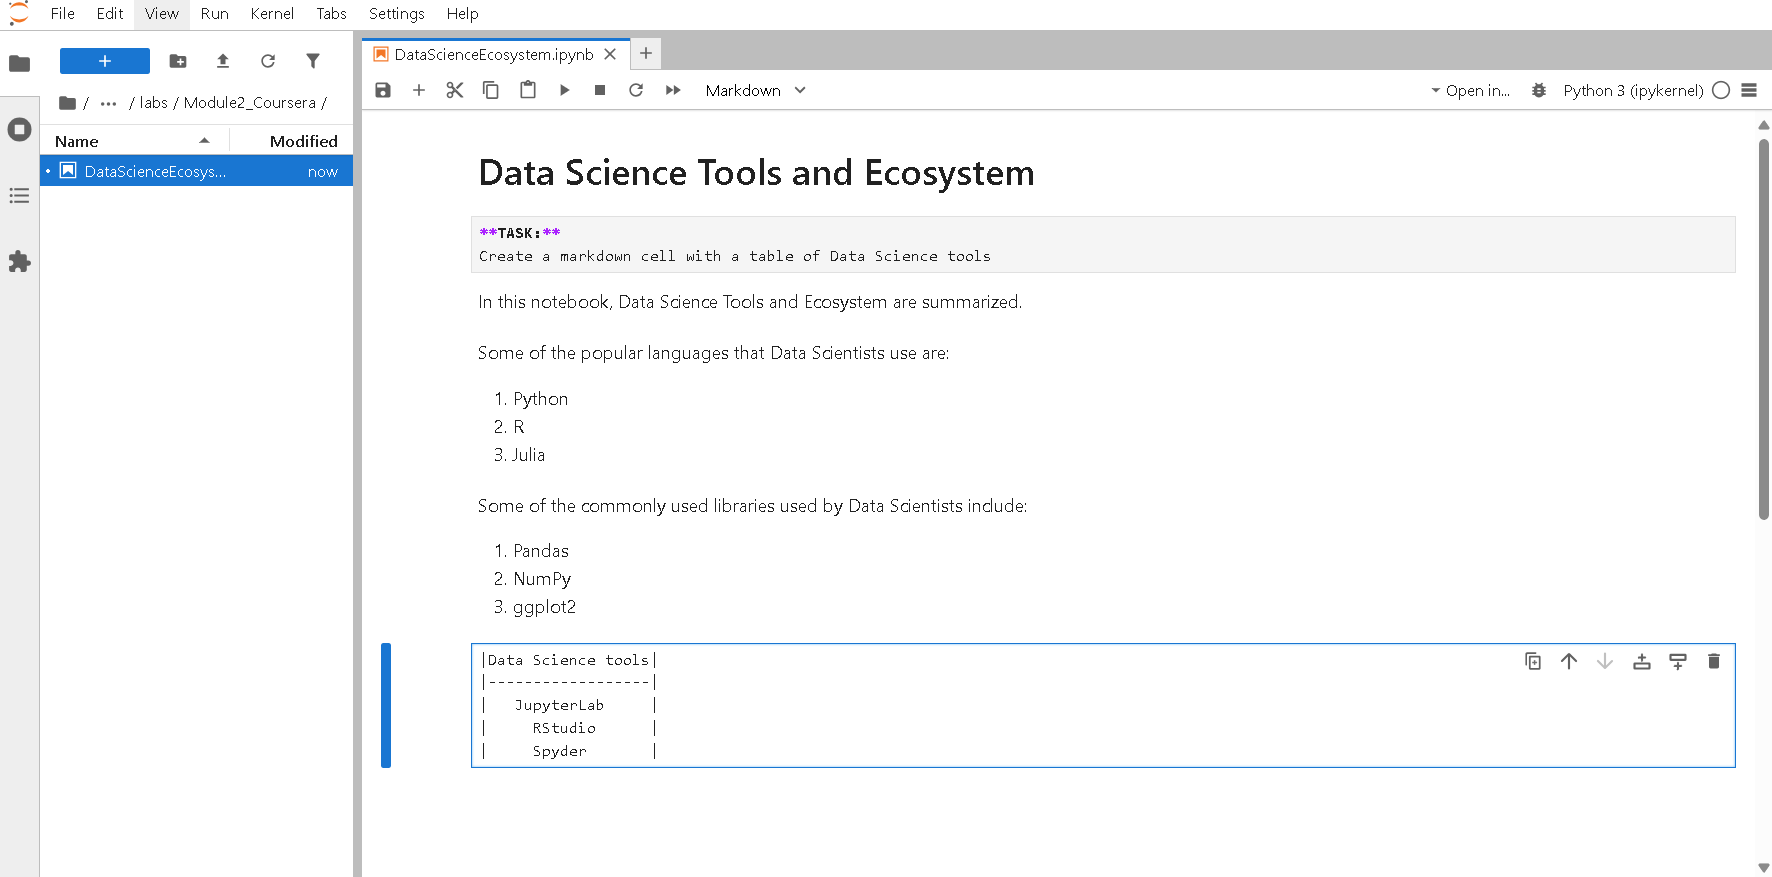 File Edit View Run Kernel Tabs Settings Help
DataScienceEcosystem.ipynb
Markdown
Open in...
Python 3 (ipykernel)
/ ... / labs / Module2_Coursera /
Name Modified
DataScienceEcosys... now
Data Science Tools and Ecosystem
**TASK:**
Create a markdown cell with a table of Data Science tools
In this notebook, Data Science Tools and Ecosystem are summarized.
Some of the popular languages that Data Scientists use are:
1. Python
2. R
3. Julia
Some of the commonly used libraries used by Data Scientists include:
1. Pandas
2. NumPy
3. ggplot2
|Data Science tools|
|------------------|
|   JupyterLab     |
|     RStudio      |
|     Spyder       |